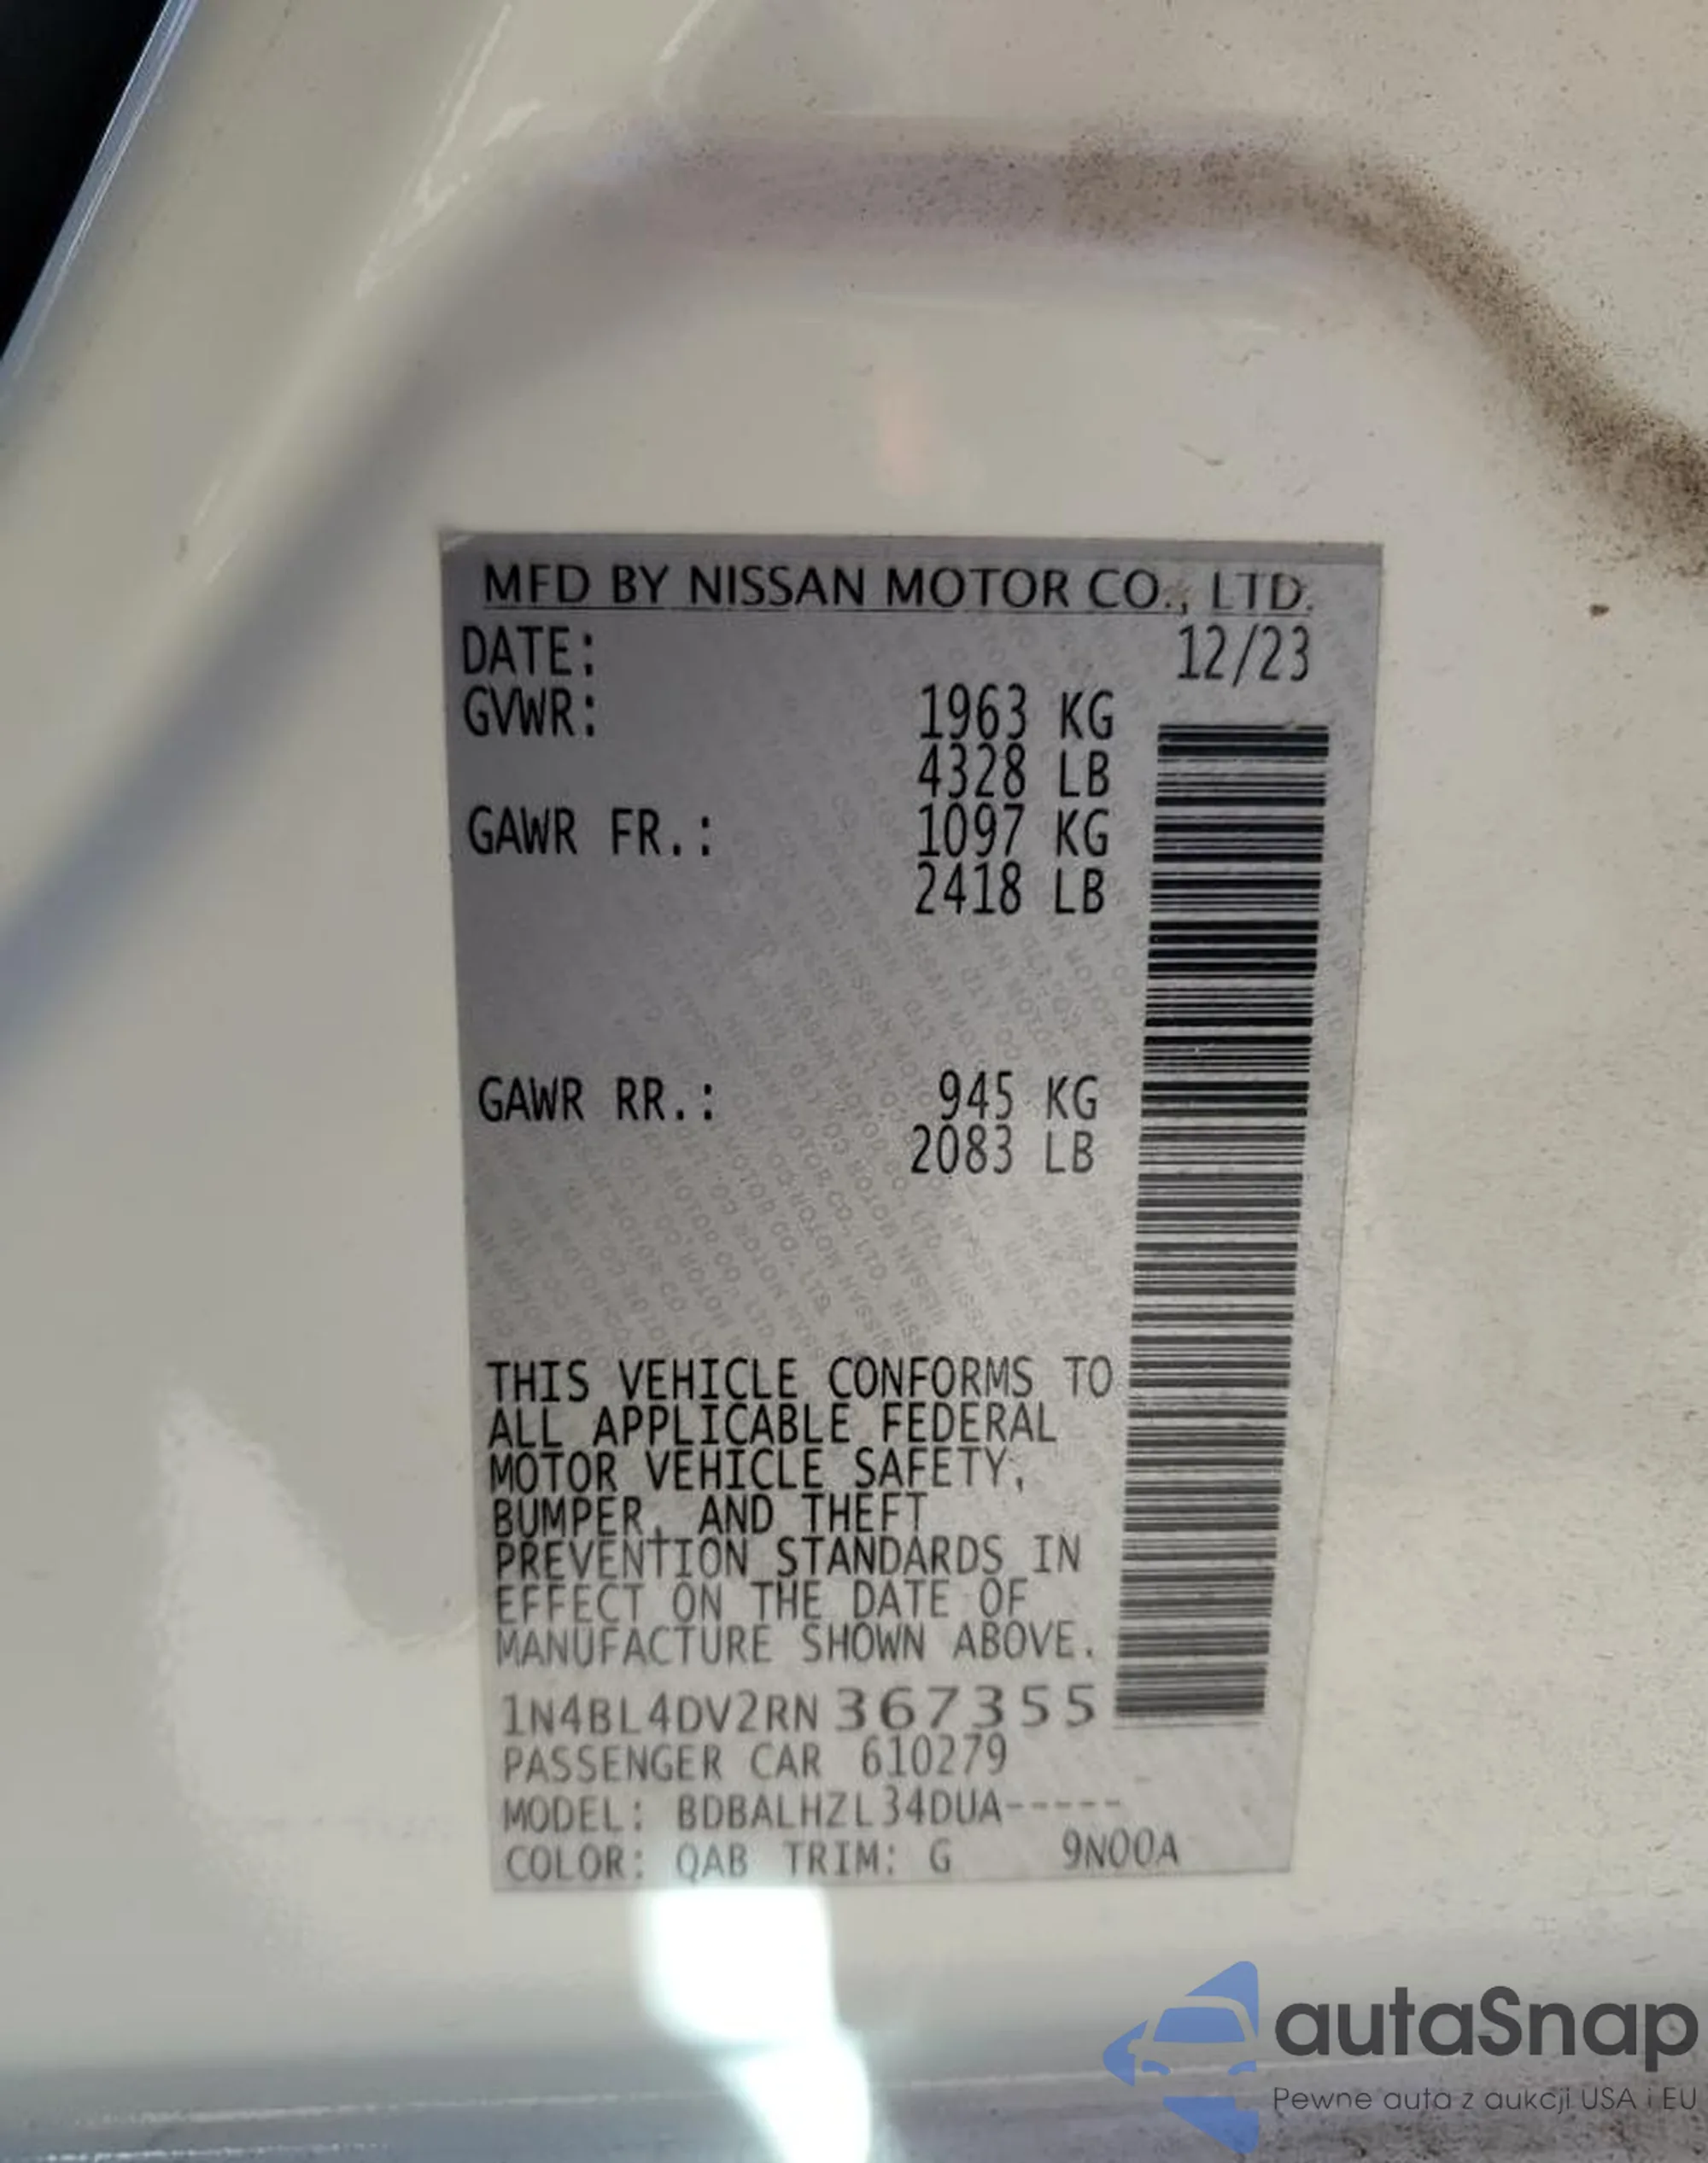 MFD BY NISSAN MOTOR CO., LTD.
DATE: 12/23
GVWR: 1963 KG
4328 LB
GAWR FR.: 1097 KG
2418 LB
GAWR RR.: 945 KG
2083 LB
THIS VEHICLE CONFORMS TO
ALL APPLICABLE FEDERAL
MOTOR VEHICLE SAFETY,
BUMPER, AND THEFT
PREVENTION STANDARDS IN
EFFECT ON THE DATE OF
MANUFACTURE SHOWN ABOVE.
1N4BL4DV2RN 367355
PASSENGER CAR 610279
MODEL: BDBALHZL34DUA-----
COLOR: QAB TRIM: G 9N00A
autaSnap
Pewne auta z aukcji USA i EU